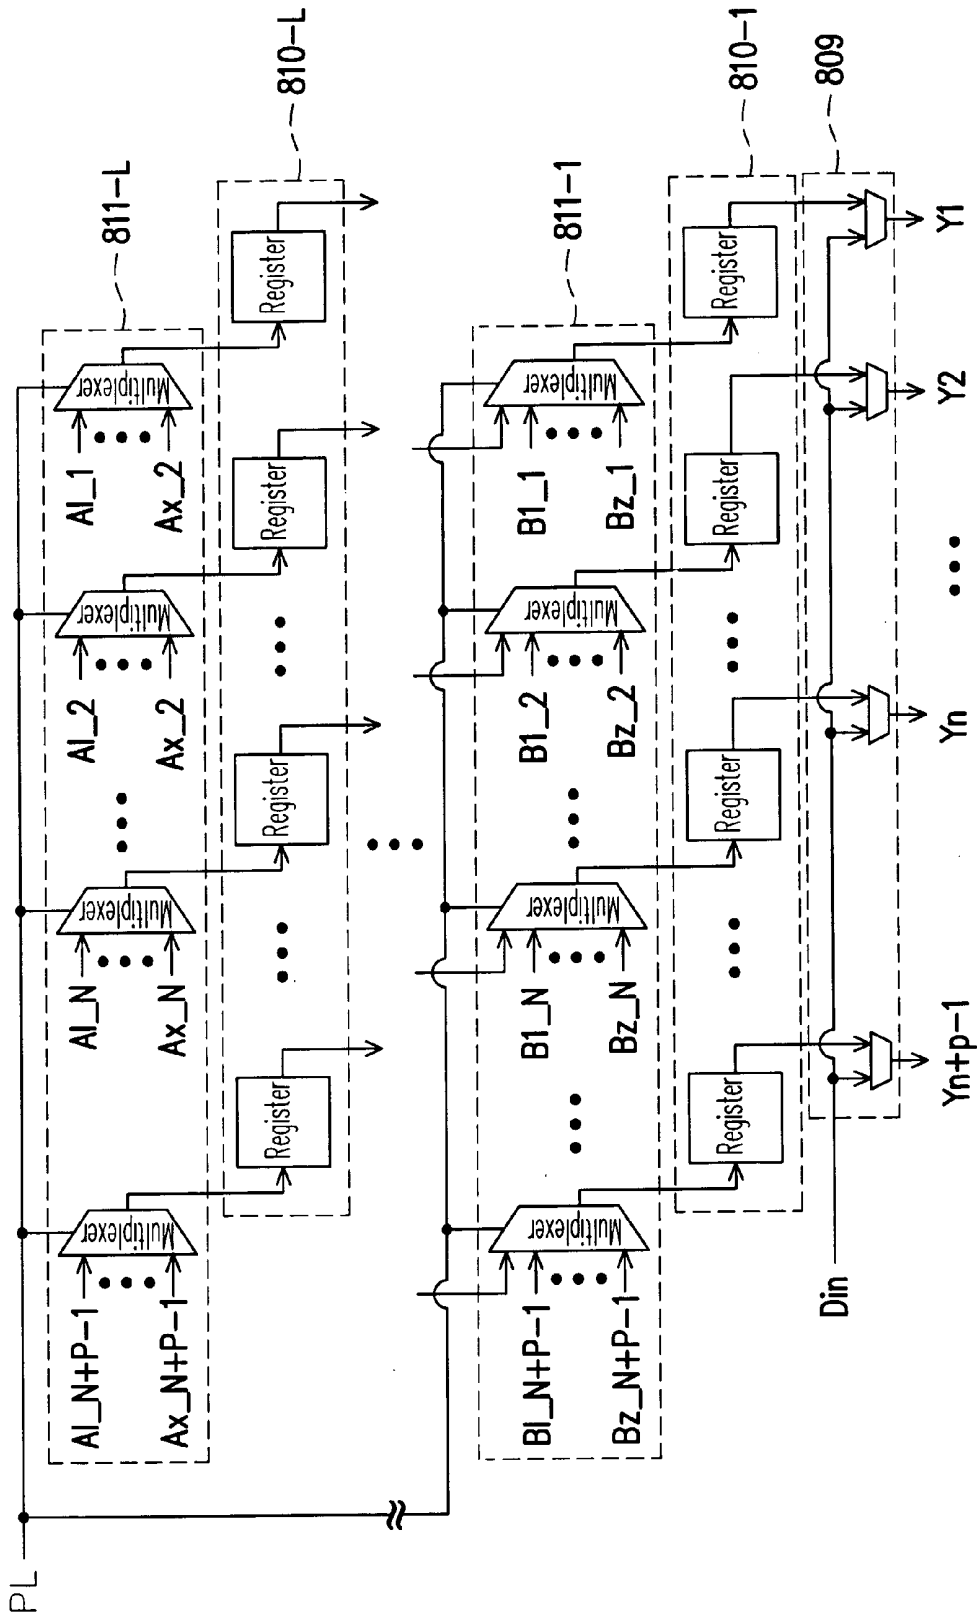 PL
811-L
Multiplexer
Multiplexer
Multiplexer
Multiplexer
Al_N+P-1
Al_N
Al_2
Al_1
Ax_N+P-1
Ax_N
Ax_2
Ax_2
810-L
Register
Register
Register
Register
811-1
Multiplexer
Multiplexer
Multiplexer
Multiplexer
Bl_N+P-1
B1_N
B1_2
B1_1
Bz_N+P-1
Bz_N
Bz_2
Bz_1
810-1
Register
Register
Register
Register
809
Din
Yn+p-1
Yn
Y2
Y1